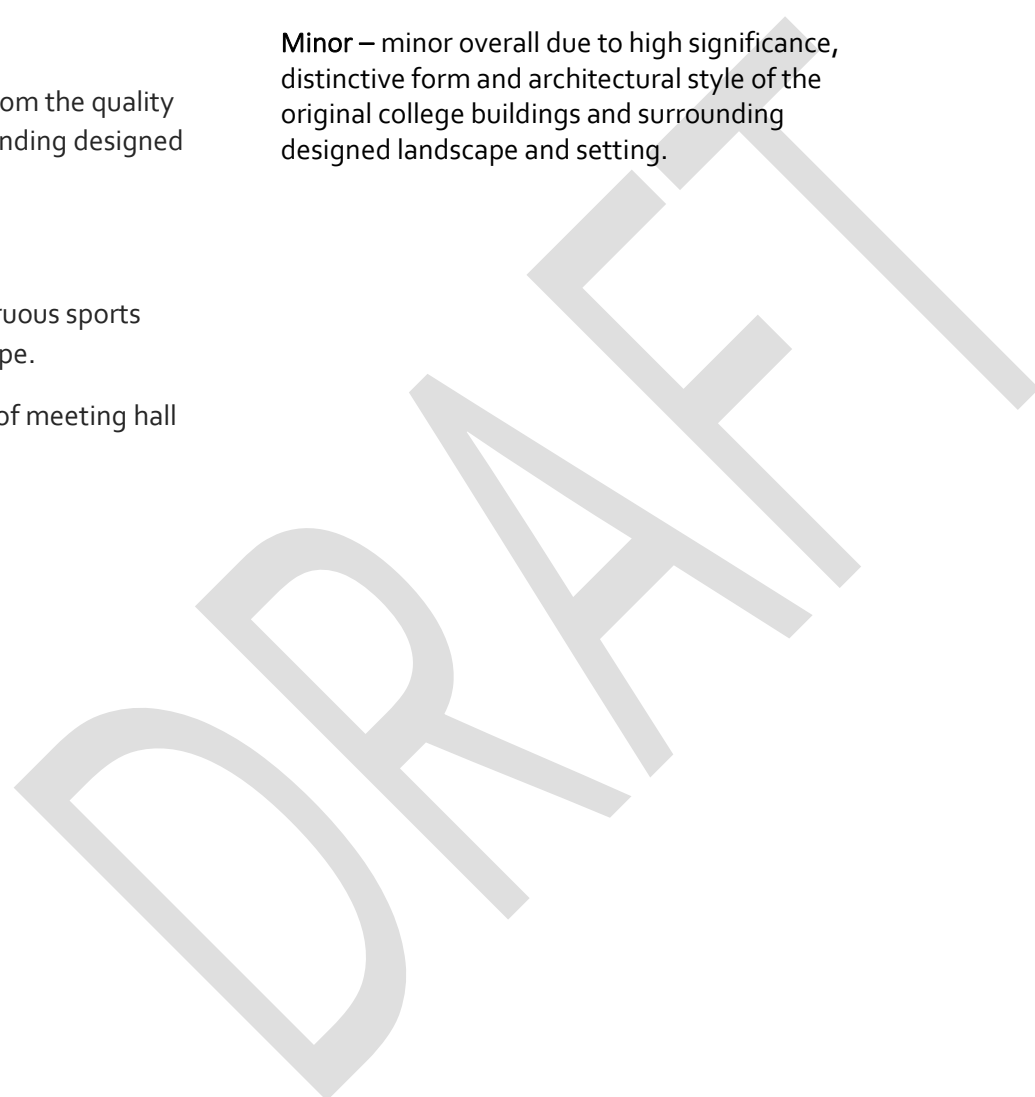 om the quality
nding designed
uous sports
pe.
of meeting hall
Minor – minor overall due to high significance,
distinctive form and architectural style of the
original college buildings and surrounding
designed landscape and setting.
DRAFT